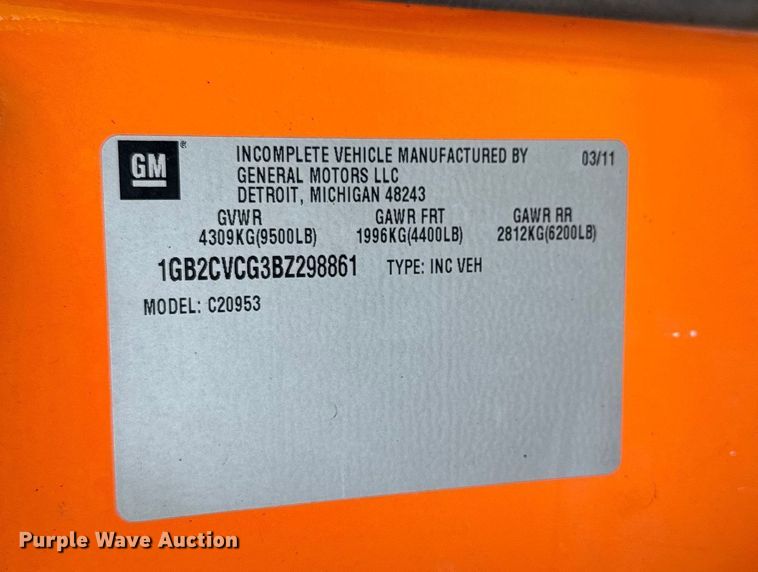 GM®
INCOMPLETE VEHICLE MANUFACTURED BY 03/11
GENERAL MOTORS LLC
DETROIT, MICHIGAN 48243
GVWR GAWR FRT GAWR RR
4309KG(9500LB) 1996KG(4400LB) 2812KG(6200LB)
1GB2CVCG3BZ298861 TYPE: INC VEH
MODEL: C20953
Purple Wave Auction